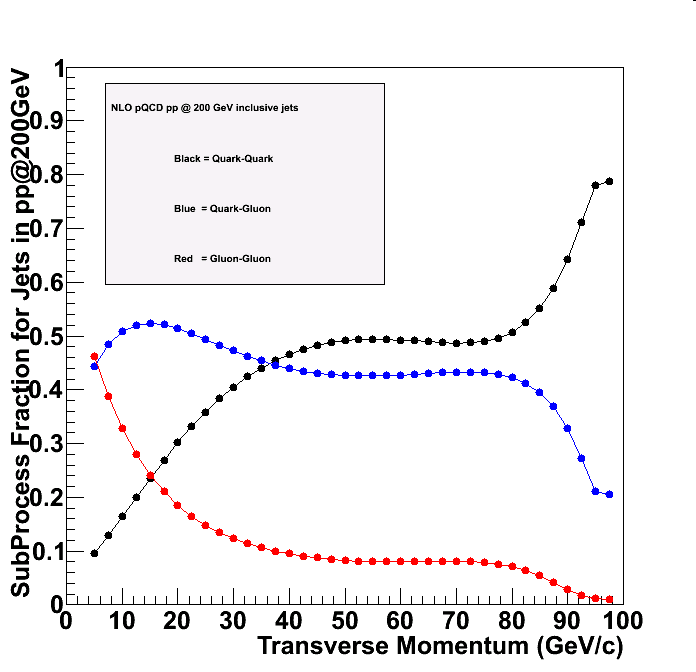 SubProcess Fraction for Jets in pp@200GeV
1
0.9
0.8
0.7
0.6
0.5
0.4
0.3
0.2
0.1
0
NLO pQCD pp @ 200 GeV inclusive jets
Black = Quark-Quark
Blue = Quark-Gluon
Red = Gluon-Gluon
0 10 20 30 40 50 60 70 80 90 100
Transverse Momentum (GeV/c)